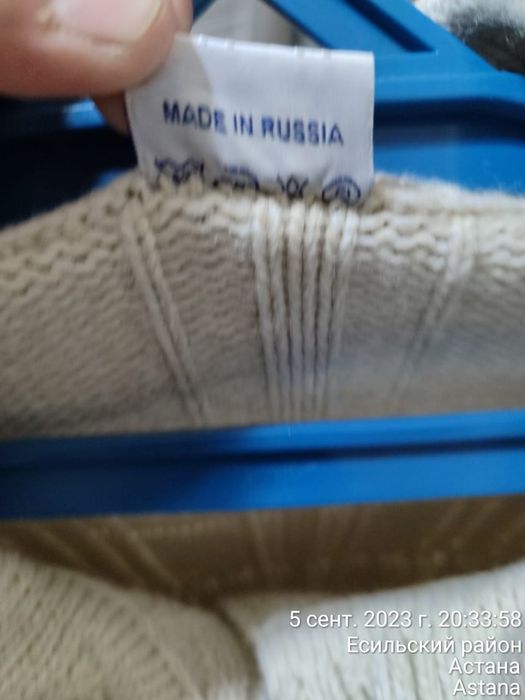 MADE IN RUSSIA
5 сент. 2023 г. 20:33:58
Есильский район
Астана
Astana